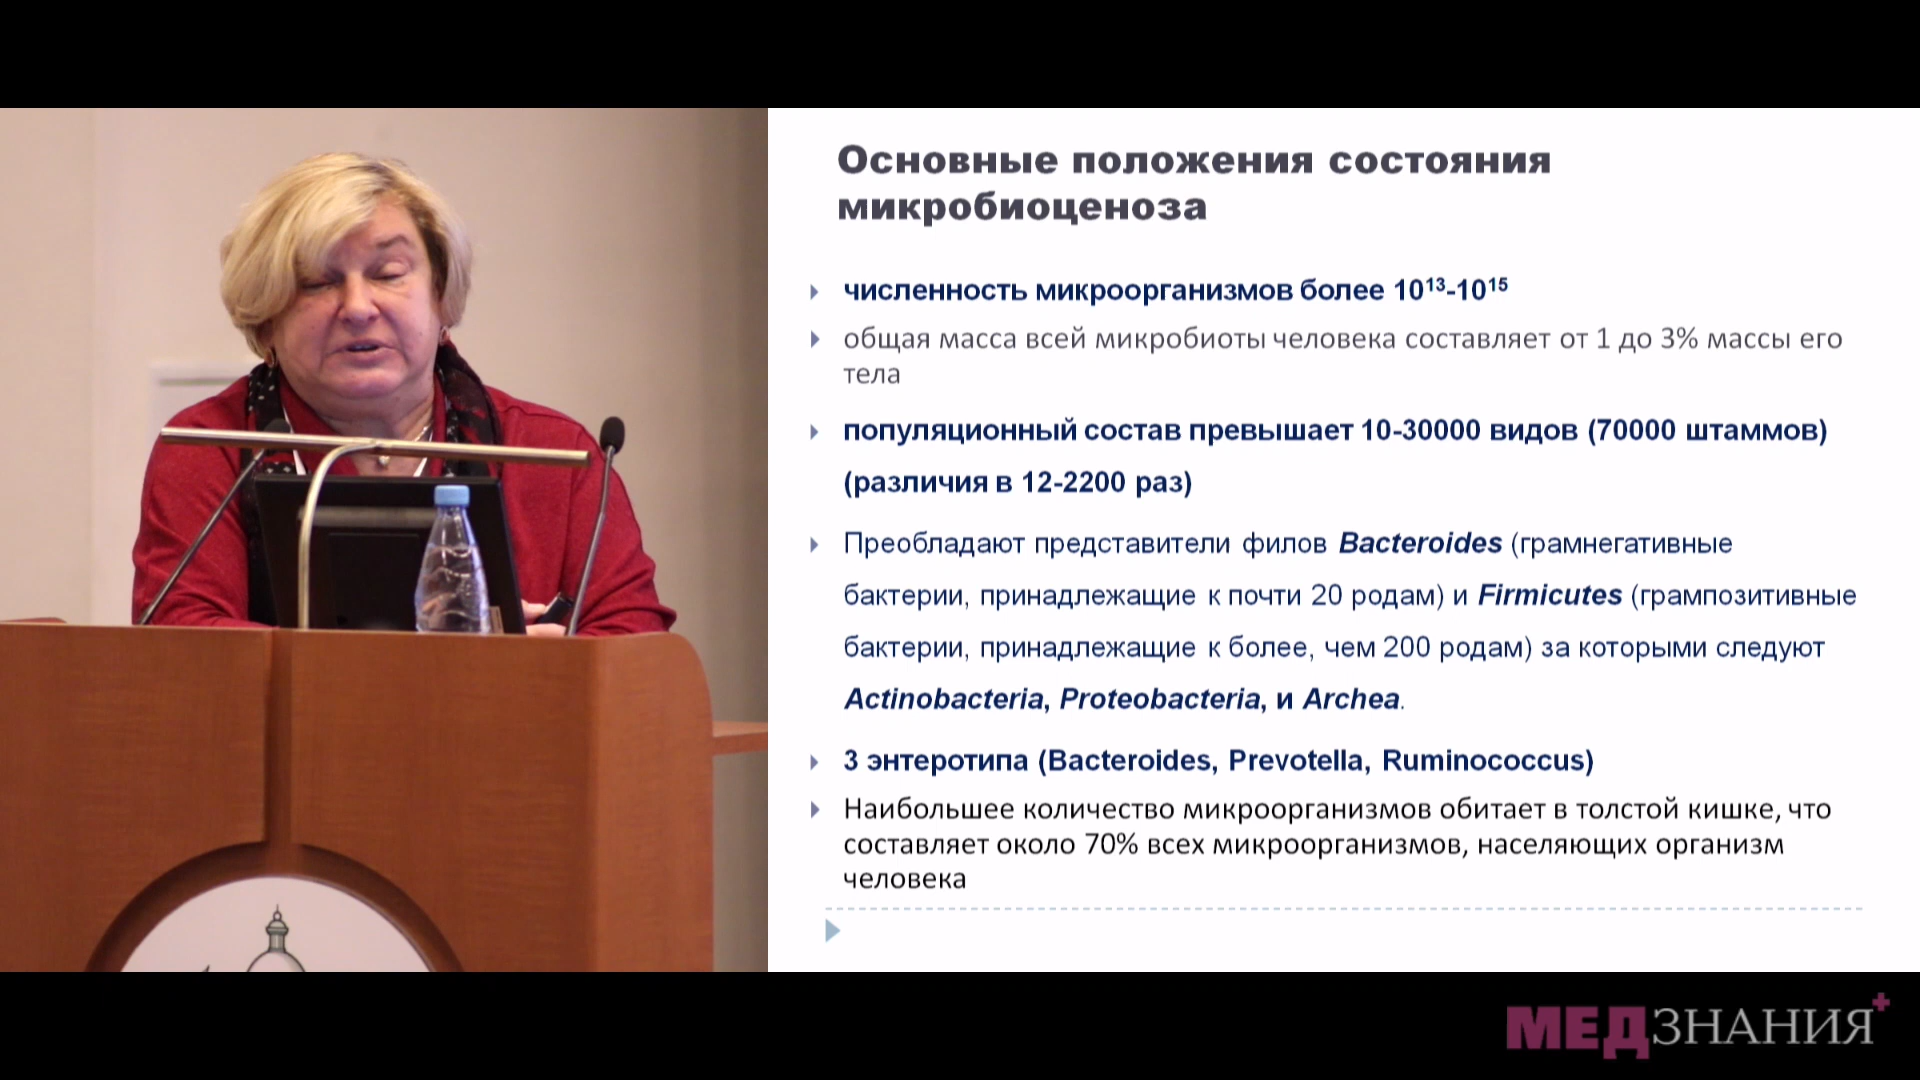 Основные положения состояния
микробиоценоза
численность микроорганизмов более 10¹³-10¹⁵
общая масса всей микробиоты человека составляет от 1 до 3% массы его
тела
популяционный состав превышает 10-30000 видов (70000 штаммов)
(различия в 12-2200 раз)
Преобладают представители филов Bacteroides (грамнегативные
бактерии, принадлежащие к почти 20 родам) и Firmicutes (грампозитивные
бактерии, принадлежащие к более, чем 200 родам) за которыми следуют
Actinobacteria, Proteobacteria, и Archea.
3 энтеротипа (Bacteroides, Prevotella, Ruminococcus)
Наибольшее количество микроорганизмов обитает в толстой кишке, что
составляет около 70% всех микроорганизмов, населяющих организм
человека
МЕДЗНАНИЯ+